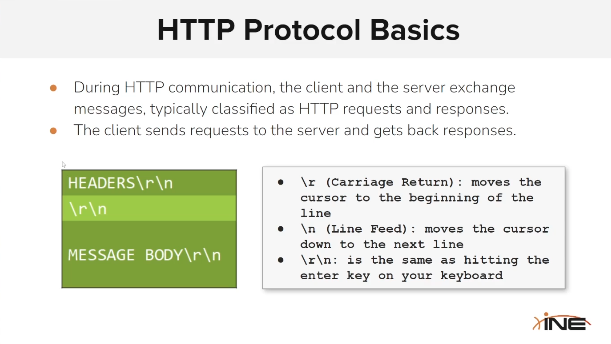 HTTP Protocol Basics
● During HTTP communication, the client and the server exchange
messages, typically classified as HTTP requests and responses.
● The client sends requests to the server and gets back responses.
HEADERS\r\n
\r\n
MESSAGE BODY\r\n
● \r (Carriage Return): moves the
cursor to the beginning of the
line
● \n (Line Feed): moves the cursor
down to the next line
● \r\n: is the same as hitting the
enter key on your keyboard
INE